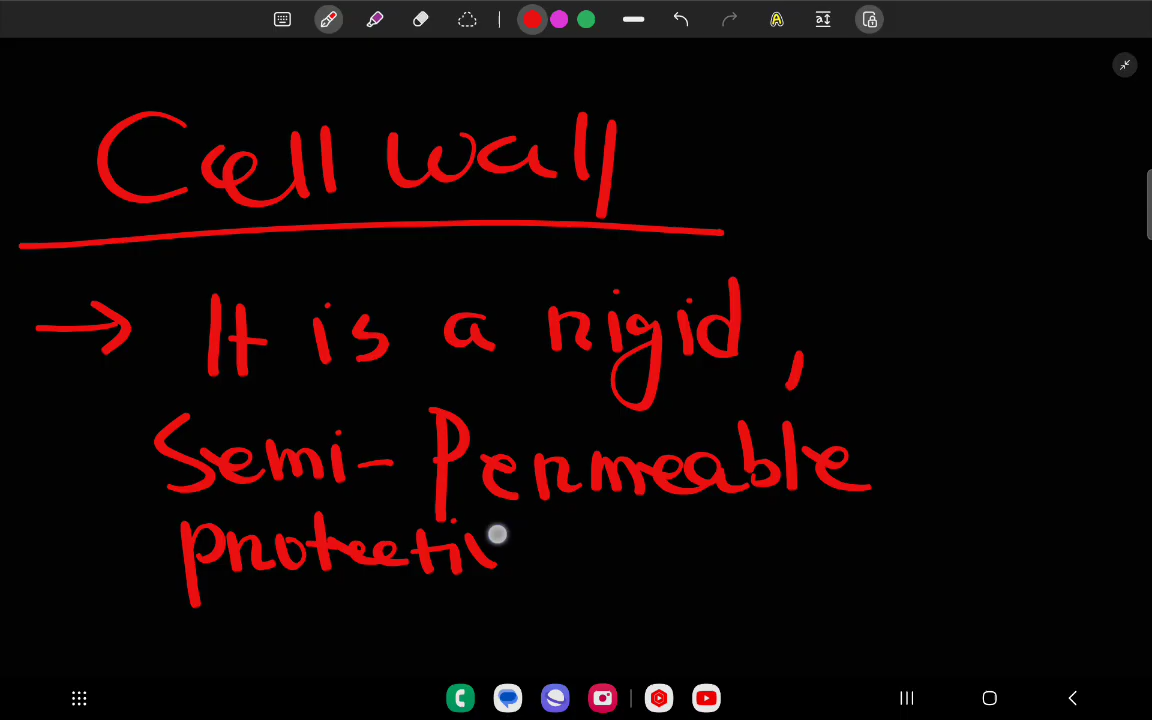 Cell wall
→ It is a rigid,
Semi-Permeable
protecti